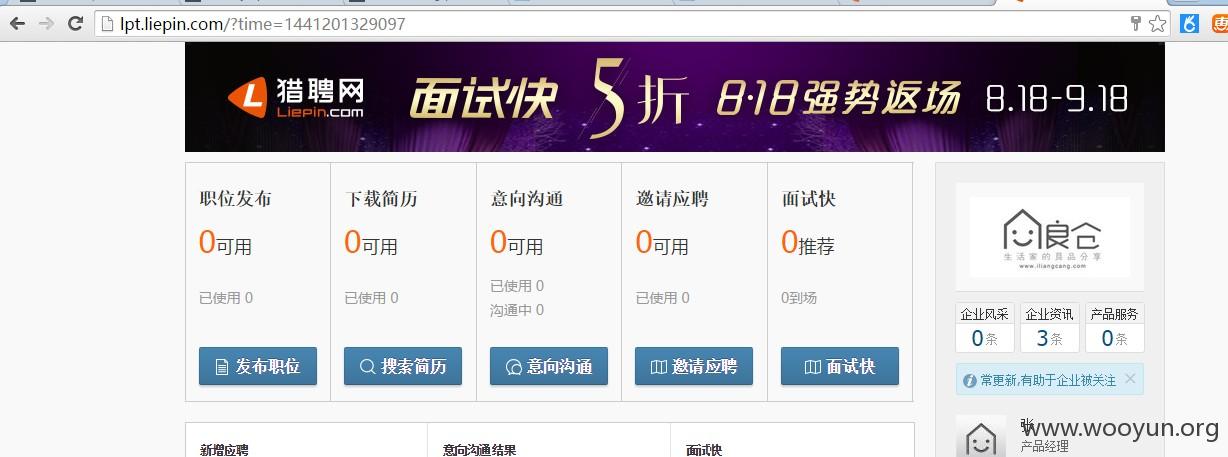 lpt.liepin.com/?time=1441201329097
猎聘网
Liepin.com
面试快 5折 8·18强势返场 8.18-9.18
职位发布 下载简历 意向沟通 邀请应聘 面试快
0可用 0可用 0可用 0可用 0推荐
已使用 0 已使用 0 已使用 0 已使用 0 0到场
沟通中 0
发布职位 搜索简历 意向沟通 邀请应聘 面试快
良仓
生活家的良品分享
www.iliangcang.com
企业风采 企业资讯 产品服务
0条 3条 0条
常更新,有助于企业被关注
新增应聘 意向沟通结果 面试快
张
产品经理
www.wooyun.org